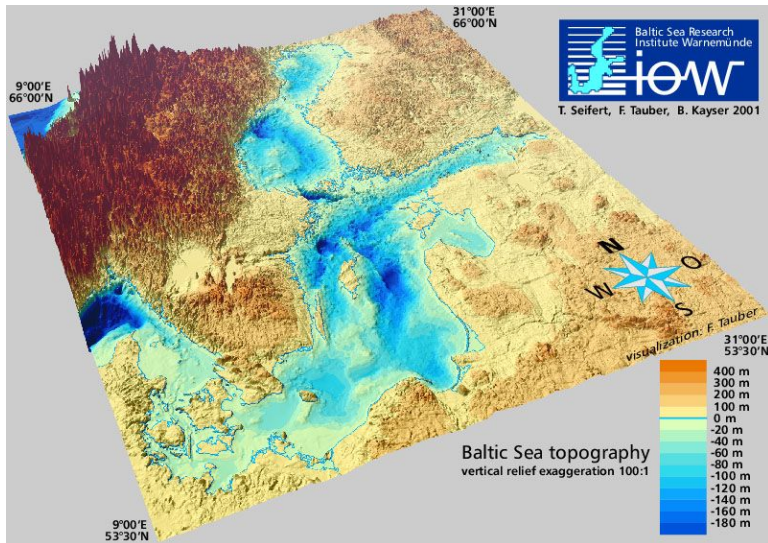 31°00'E
66°00'N
Baltic Sea Research
Institute Warnemünde
iow
T. Seifert, F. Tauber, B. Kayser 2001
9°00'E
66°00'N
N
O
W
S
visualization: F. Tauber
31°00'E
53°30'N
400 m
300 m
200 m
100 m
0 m
-20 m
-40 m
-60 m
-80 m
-100 m
-120 m
-140 m
-160 m
-180 m
Baltic Sea topography
vertical relief exaggeration 100:1
9°00'E
53°30'N